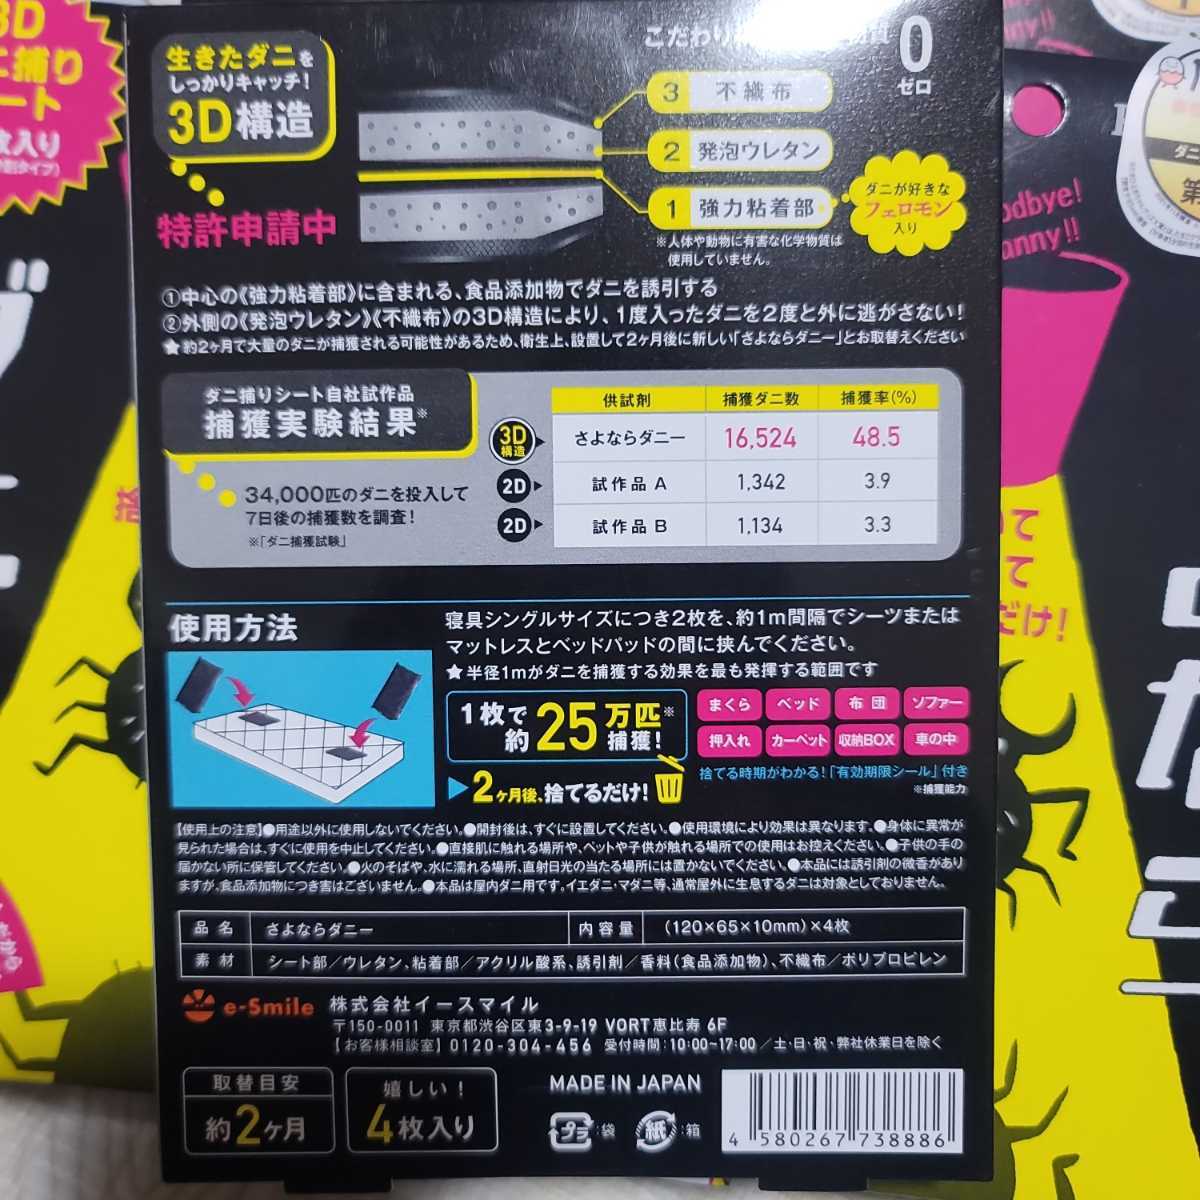 3D
ニ捕り
ート
枚入り
生きたダニを
しっかりキャッチ!
3D構造
特許申請中
こだわり
0
ゼロ
3 不織布
2 発泡ウレタン
1 強力粘着部
ダニが好きな
フェロモン
入り
※人体や動物に有害な化学物質は
使用していません。
①中心の《強力粘着部》に含まれる、食品添加物でダニを誘引する
②外側の《発泡ウレタン》《不織布》の3D構造により、1度入ったダニを2度と外に逃がさない!
★約2ヶ月で大量のダニが捕獲される可能性があるため、衛生上、設置して2ヶ月後に新しい「さよならダニー」とお取替えください
ダニ捕りシート自社試作品
捕獲実験結果※
34,000匹のダニを投入して
7日後の捕獲数を調査!
※「ダニ捕獲試験」
供試剤 捕獲ダニ数 捕獲率(%)
3D構造 さよならダニー 16,524 48.5
2D 試作品 A 1,342 3.9
2D 試作品 B 1,134 3.3
使用方法
寝具シングルサイズにつき2枚を、約1m間隔でシーツまたは
マットレスとベッドパッドの間に挟んでください。
★半径1mがダニを捕獲する効果を最も発揮する範囲です
1枚で約25万匹※捕獲!
2ヶ月後、捨てるだけ!
まくら ベッド 布団 ソファー
押入れ カーペット 収納BOX 車の中
捨てる時期がわかる!「有効期限シール」付き
※捕獲能力
【使用上の注意】●用途以外に使用しないでください。●開封後は、すぐに設置してください。●使用環境により効果は異なります。●身体に異常が
見られた場合は、すぐに使用を中止してください。●直接肌に触れる場所や、ペットや子供が触れる場所での使用はお控えください。●子供の手の
届かない所に保管してください。●火のそばや、水に濡れる場所、直射日光の当たる場所には置かないでください。●本品には誘引剤の微香があり
ますが、食品添加物につき害はございません。●本品は屋内ダニ用です。イエダニ・マダニ等、通常屋外に生息するダニは対象としておりません。
品名 さよならダニー 内容量 (120×65×10mm)×4枚
素材 シート部/ウレタン、粘着部/アクリル酸系、誘引剤/香料(食品添加物)、不織布/ポリプロピレン
e-Smile 株式会社イースマイル
〒150-0011 東京都渋谷区東3-9-19 VORT恵比寿 6F
【お客様相談室】0120-304-456 受付時間:10:00~17:00/土・日・祝・弊社休業日を除く
取替目安
約2ヶ月
嬉しい!
4枚入り
MADE IN JAPAN
プラ:袋 紙:箱
4 580267 738886
odbye!
anny!!
だけ!